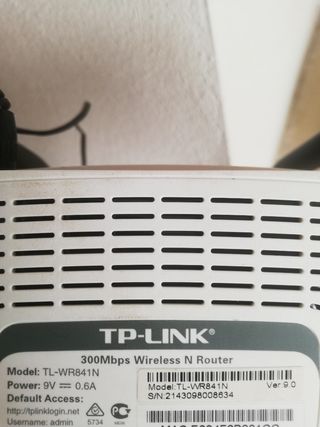 TP-LINK®
300Mbps Wireless N Router
Model: TL-WR841N
Power: 9V ⎓ 0.6A
Default Access:
http://tplinklogin.net
Username: admin
5734
Model:TL-WR841N Ver:9.0
S/N:2143098008634